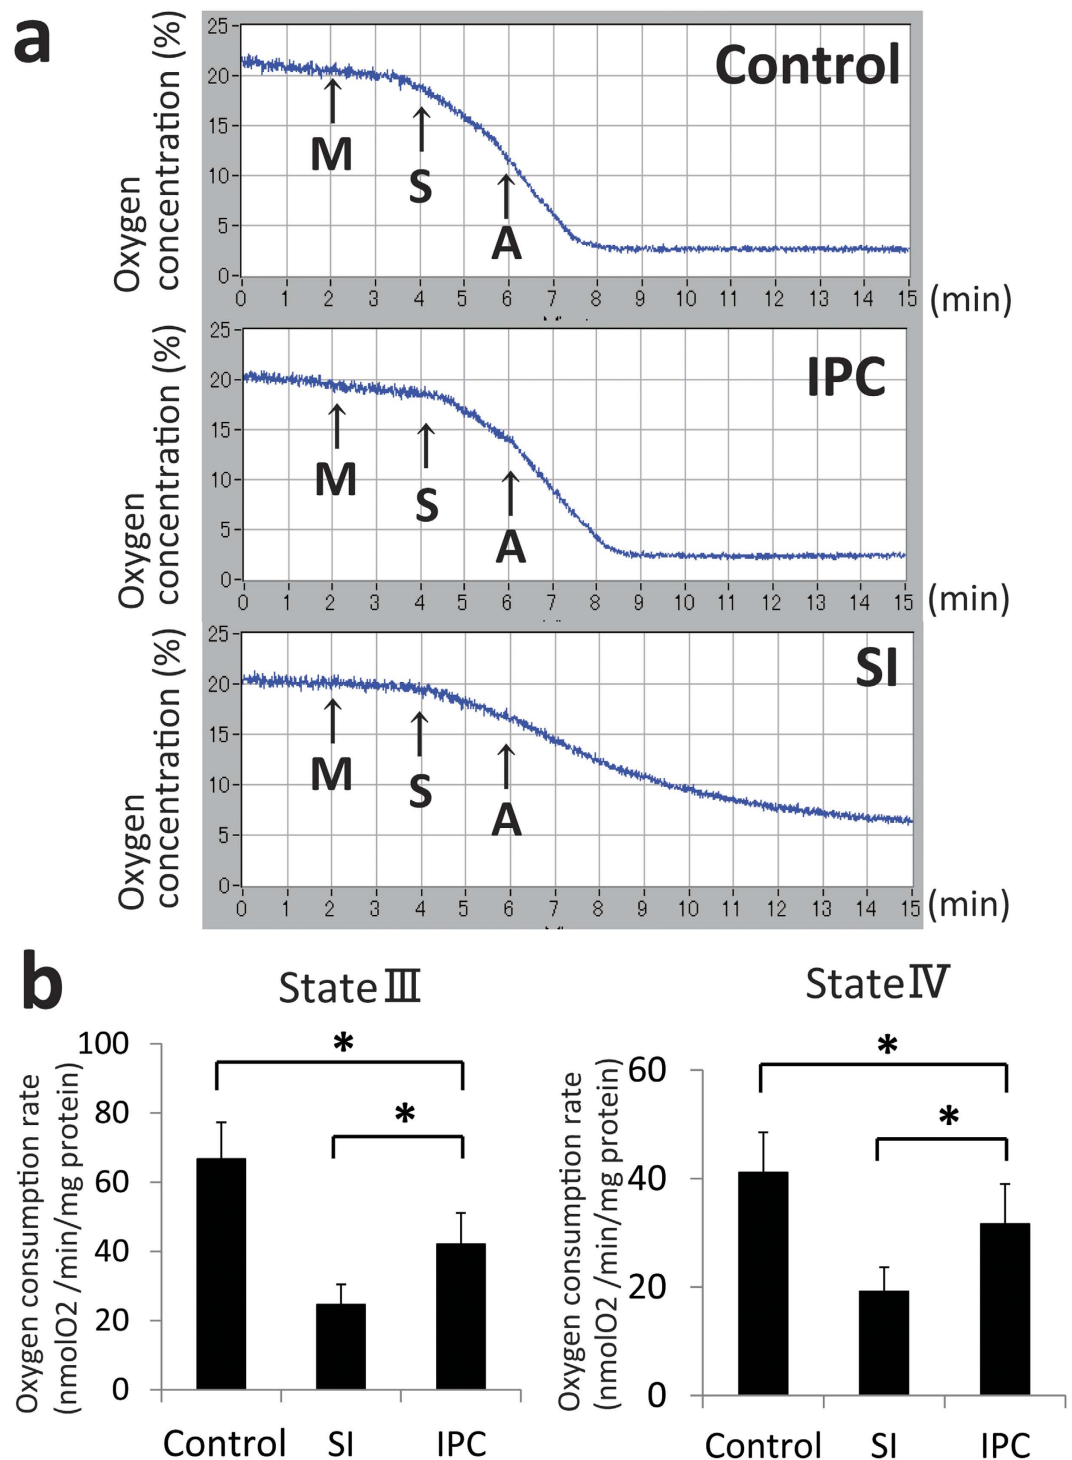 a
Oxygen
concentration (%)
25
20
15
10
5
0
Control
M
S
A
0 1 2 3 4 5 6 7 8 9 10 11 12 13 14 15 (min)
Oxygen
concentration (%)
25
20
15
10
5
0
IPC
M
S
A
0 1 2 3 4 5 6 7 8 9 10 11 12 13 14 15 (min)
Oxygen
concentration (%)
25
20
15
10
5
0
SI
M
S
A
0 1 2 3 4 5 6 7 8 9 10 11 12 13 14 15 (min)
b
State Ⅲ
Oxygen consumption rate
(nmolO2 /min/mg protein)
100
80
60
40
20
0
*
*
Control SI IPC
State Ⅳ
Oxygen consumption rate
(nmolO2 /min/mg protein)
60
40
20
0
*
*
Control SI IPC